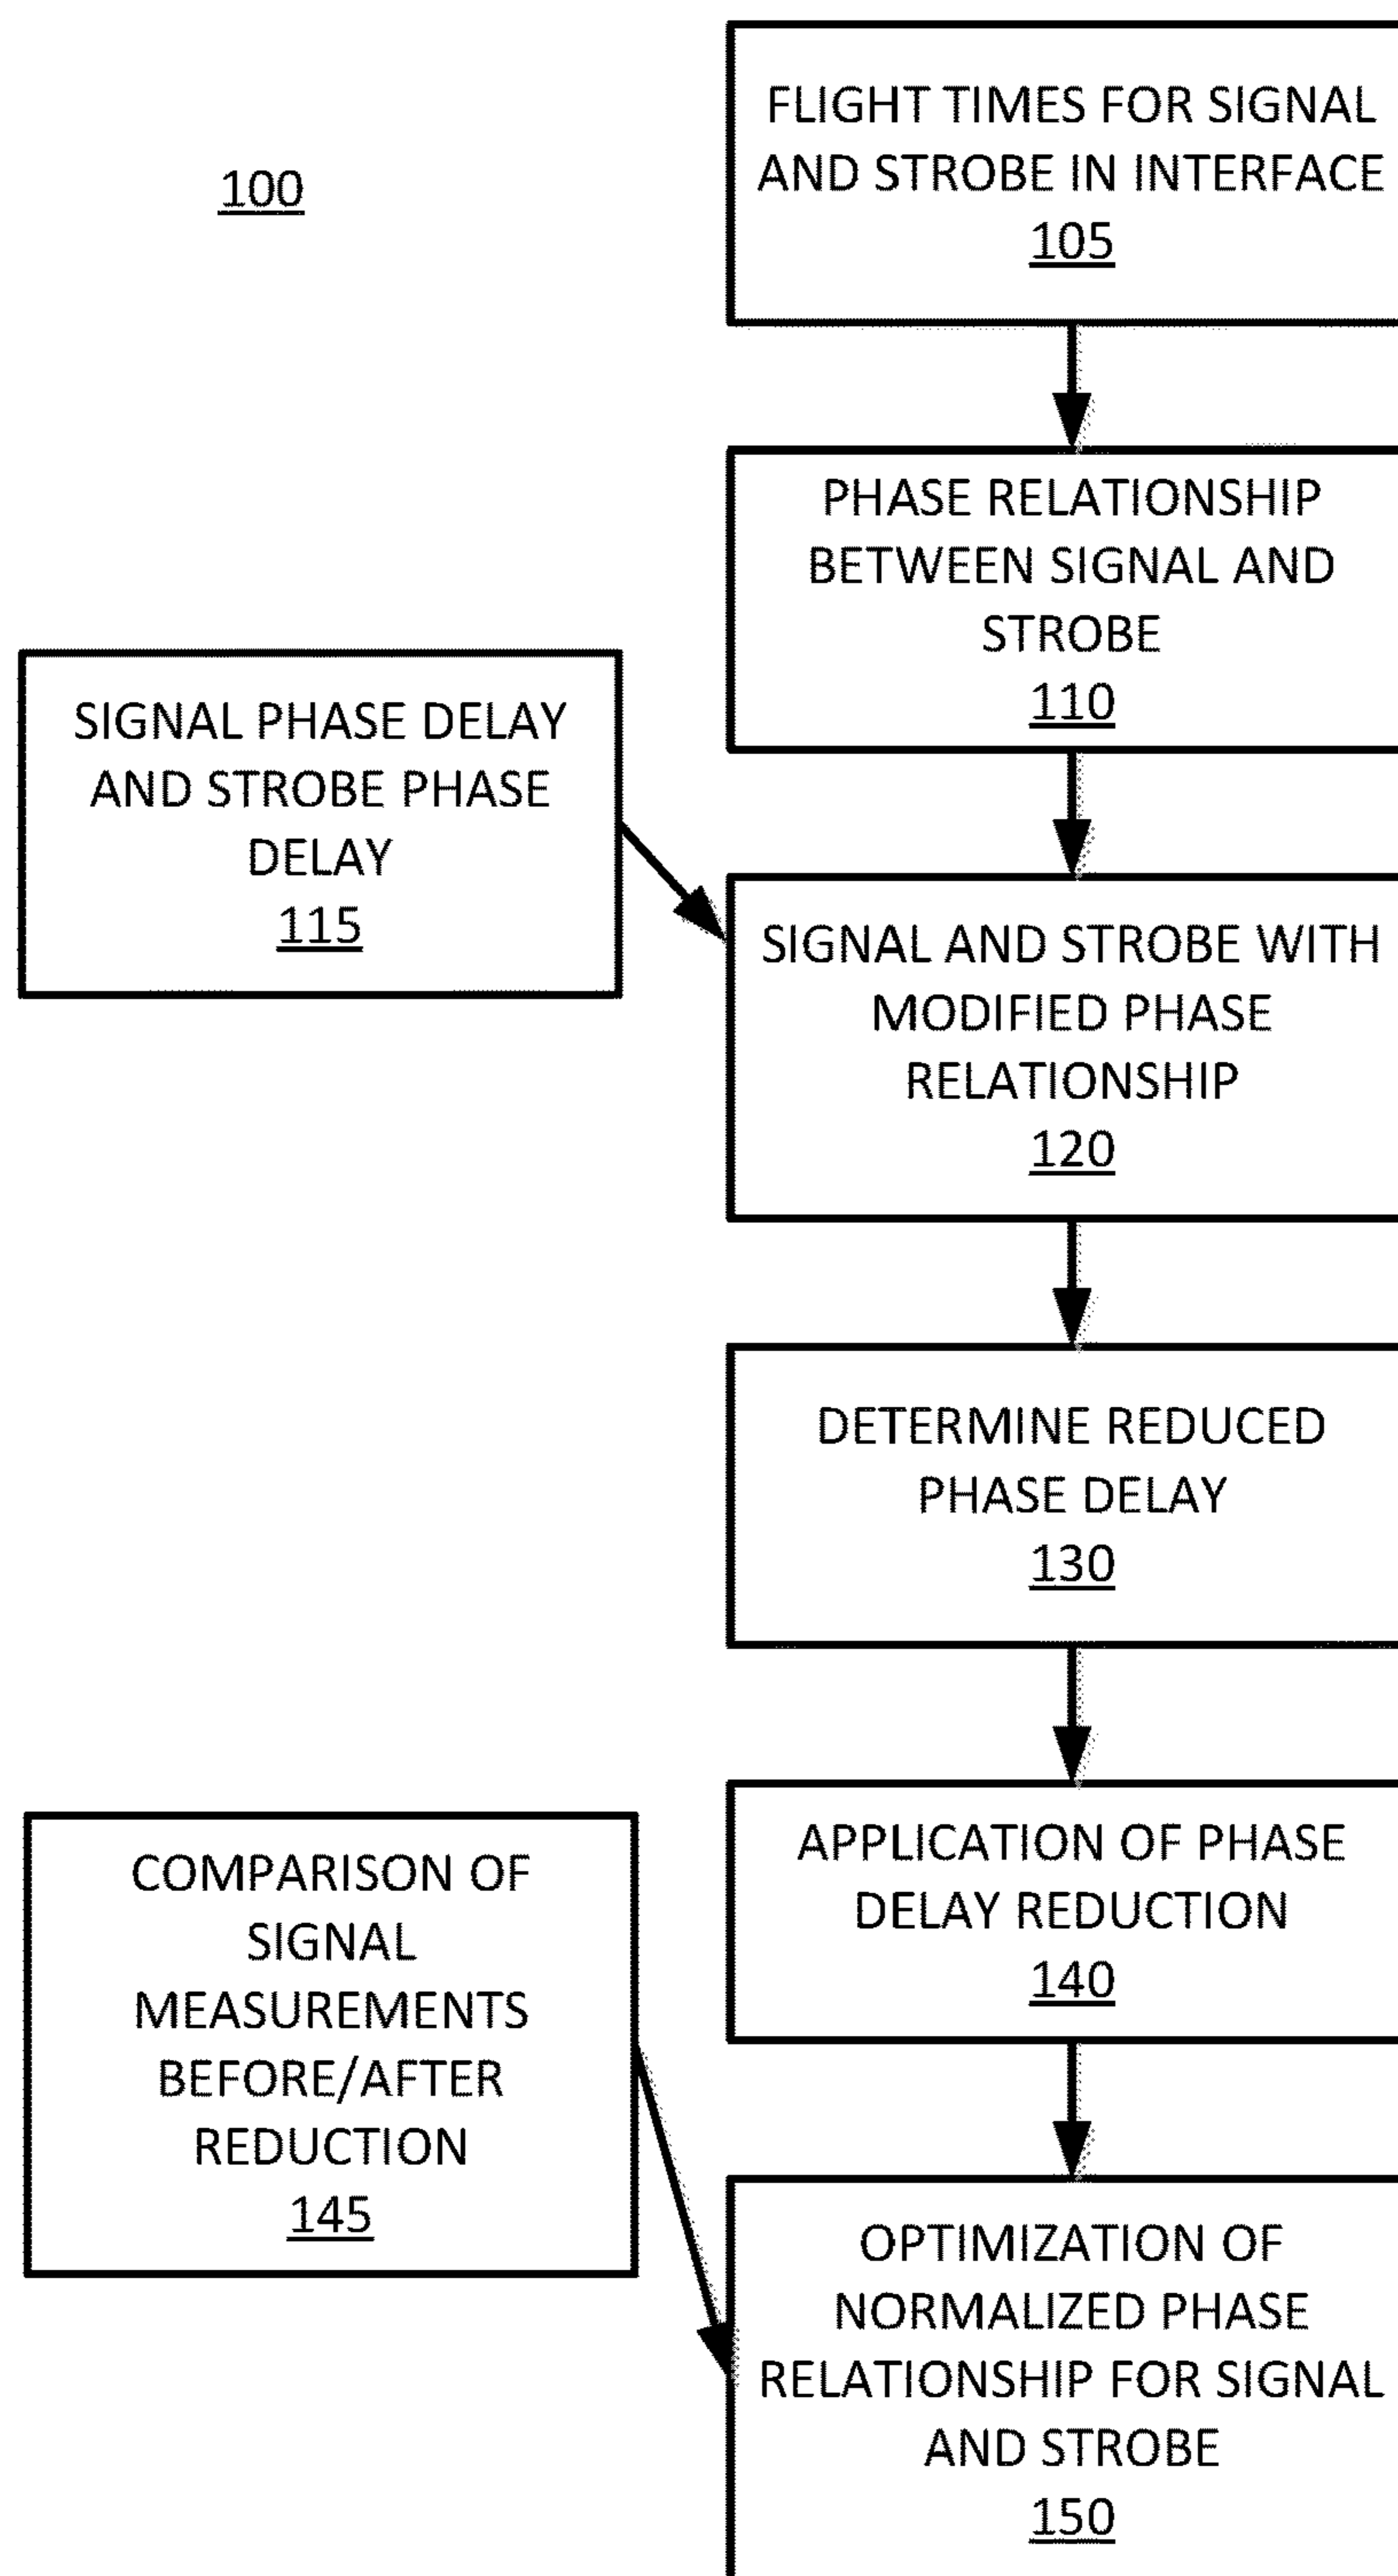 100
FLIGHT TIMES FOR SIGNAL
AND STROBE IN INTERFACE
105
PHASE RELATIONSHIP
BETWEEN SIGNAL AND
STROBE
110
SIGNAL PHASE DELAY
AND STROBE PHASE
DELAY
115
SIGNAL AND STROBE WITH
MODIFIED PHASE
RELATIONSHIP
120
DETERMINE REDUCED
PHASE DELAY
130
APPLICATION OF PHASE
DELAY REDUCTION
140
COMPARISON OF
SIGNAL
MEASUREMENTS
BEFORE/AFTER
REDUCTION
145
OPTIMIZATION OF
NORMALIZED PHASE
RELATIONSHIP FOR SIGNAL
AND STROBE
150